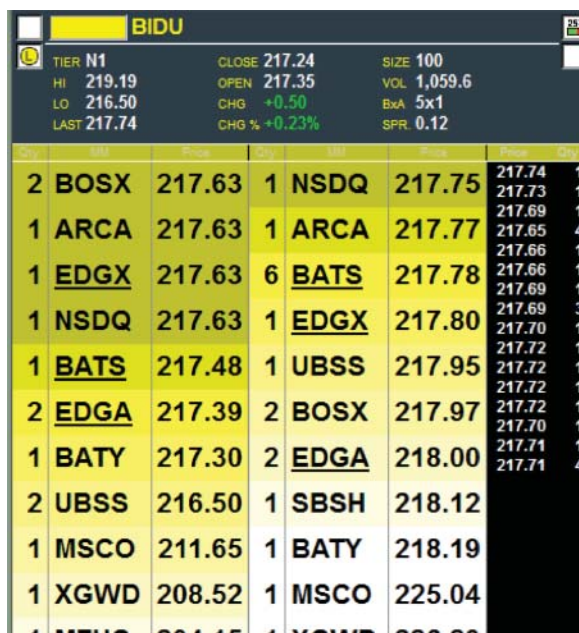 BIDU
25
L
TIER N1 CLOSE 217.24 SIZE 100
HI 219.19 OPEN 217.35 VOL 1,059.6
LO 216.50 CHG +0.50 BxA 5x1
LAST 217.74 CHG % +0.23% SPR. 0.12
Qty MM Price Qty MM Price Price Qty
2 BOSX 217.63 1 NSDQ 217.75
1 ARCA 217.63 1 ARCA 217.77
1 EDGX 217.63 6 BATS 217.78
1 NSDQ 217.63 1 EDGX 217.80
1 BATS 217.48 1 UBSS 217.95
2 EDGA 217.39 2 BOSX 217.97
1 BATY 217.30 2 EDGA 218.00
2 UBSS 216.50 1 SBSH 218.12
1 MSCO 211.65 1 BATY 218.19
1 XGWD 208.52 1 MSCO 225.04
217.74
217.73
217.69
217.65
217.66
217.66
217.69
217.69
217.70
217.72
217.72
217.72
217.72
217.70
217.71
217.71